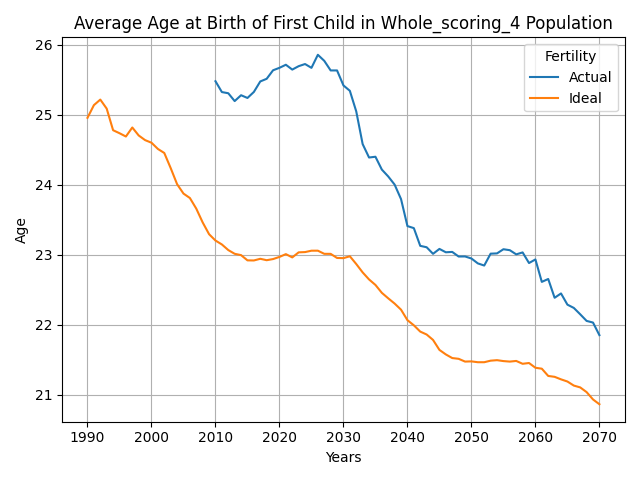 Average Age at Birth of First Child in Whole_scoring_4 Population
Fertility
Actual
Ideal
26
25
24
23
22
21
Age
1990 2000 2010 2020 2030 2040 2050 2060 2070
Years